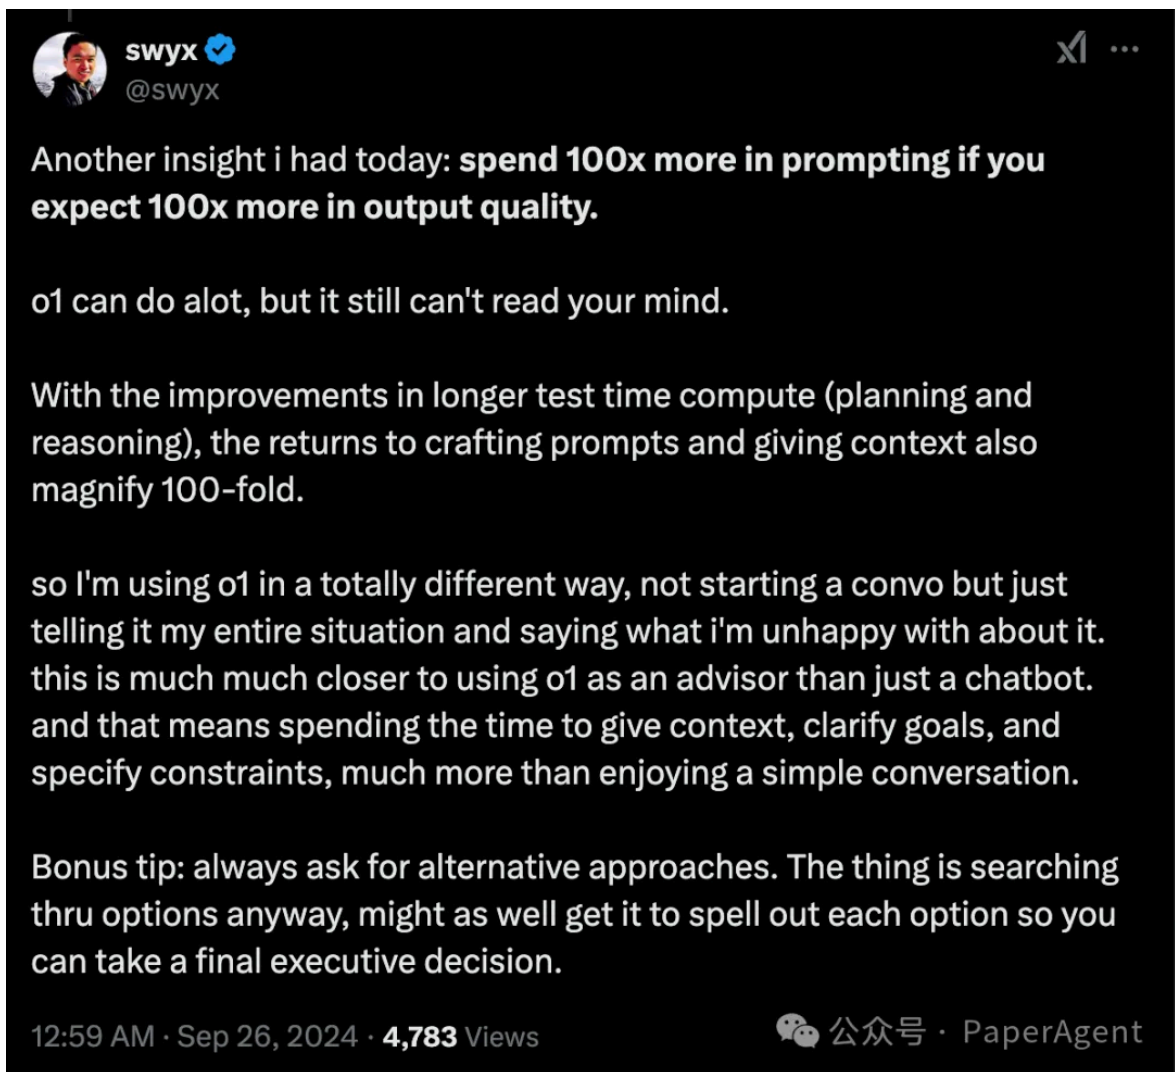 swyx
@swyx
Another insight i had today: spend 100x more in prompting if you
expect 100x more in output quality.
o1 can do alot, but it still can't read your mind.
With the improvements in longer test time compute (planning and
reasoning), the returns to crafting prompts and giving context also
magnify 100-fold.
so I'm using o1 in a totally different way, not starting a convo but just
telling it my entire situation and saying what i'm unhappy with about it.
this is much much closer to using o1 as an advisor than just a chatbot.
and that means spending the time to give context, clarify goals, and
specify constraints, much more than enjoying a simple conversation.
Bonus tip: always ask for alternative approaches. The thing is searching
thru options anyway, might as well get it to spell out each option so you
can take a final executive decision.
12:59 AM · Sep 26, 2024 · 4,783 Views
公众号 · PaperAgent